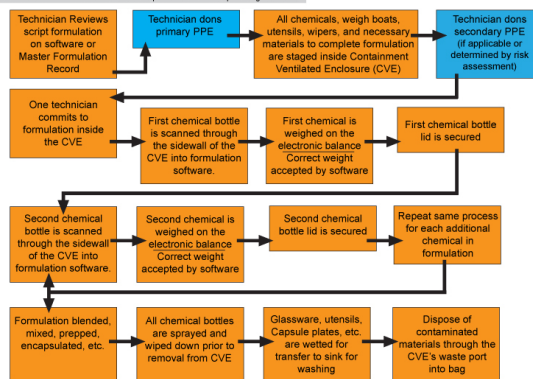 Technician Reviews
script formulation
on software or
Master Formulation
Record
Technician dons
primary PPE
All chemicals, weigh boats,
utensils, wipers, and necessary
materials to complete formulation
are staged inside Containment
Ventilated Enclosure (CVE)
Technician dons
secondary PPE
(if applicable or
determined by risk
assessment)
One technician
commits to
formulation inside
the CVE
First chemical bottle
is scanned through
the sidewall of the
CVE into formulation
software.
First chemical is
weighed on the
electronic balance
Correct weight
accepted by software
First chemical bottle
lid is secured
Second chemical
bottle is scanned
through the sidewall
of the CVE into
formulation software.
Second chemical is
weighed on the
electronic balance
Correct weight
accepted by software
Second chemical
bottle lid is secured
Repeat same process
for each additional
chemical in
formulation
Formulation blended,
mixed, prepped,
encapsulated, etc.
All chemical bottles
are sprayed and
wiped down prior to
removal from CVE
Glassware, utensils,
Capsule plates, etc.
are wetted for
transfer to sink for
washing
Dispose of
contaminated
materials through the
CVE's waste port
into bag